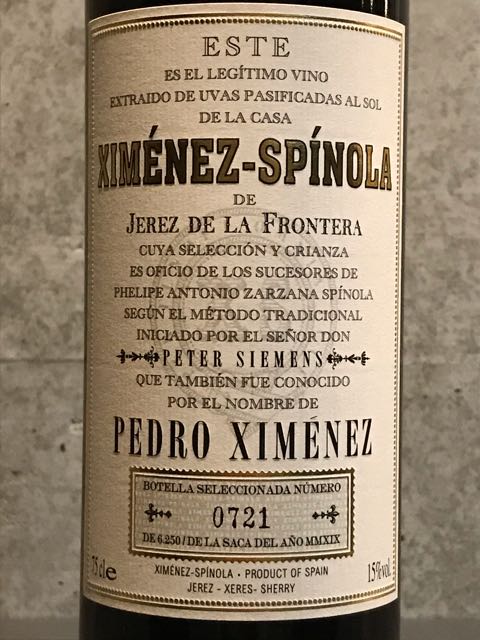 ESTE
ES EL LEGÍTIMO VINO
EXTRAIDO DE UVAS PASIFICADAS AL SOL
DE LA CASA
XIMÉNEZ-SPÍNOLA
DE
JEREZ DE LA FRONTERA
CUYA SELECCIÓN Y CRIANZA
ES OFICIO DE LOS SUCESORES DE
PHELIPE ANTONIO ZARZANA SPÍNOLA
SEGÚN EL MÉTODO TRADICIONAL
INICIADO POR EL SEÑOR DON
PETER SIEMENS
QUE TAMBIÉN FUE CONOCIDO
POR EL NOMBRE DE
PEDRO XIMÉNEZ
BOTELLA SELECCIONADA NÚMERO
0721
DE 6.250 / DE LA SACA DEL AÑO MMXIX
75 cle XIMÉNEZ-SPÍNOLA · PRODUCT OF SPAIN 15% vol.
JEREZ - XERES - SHERRY